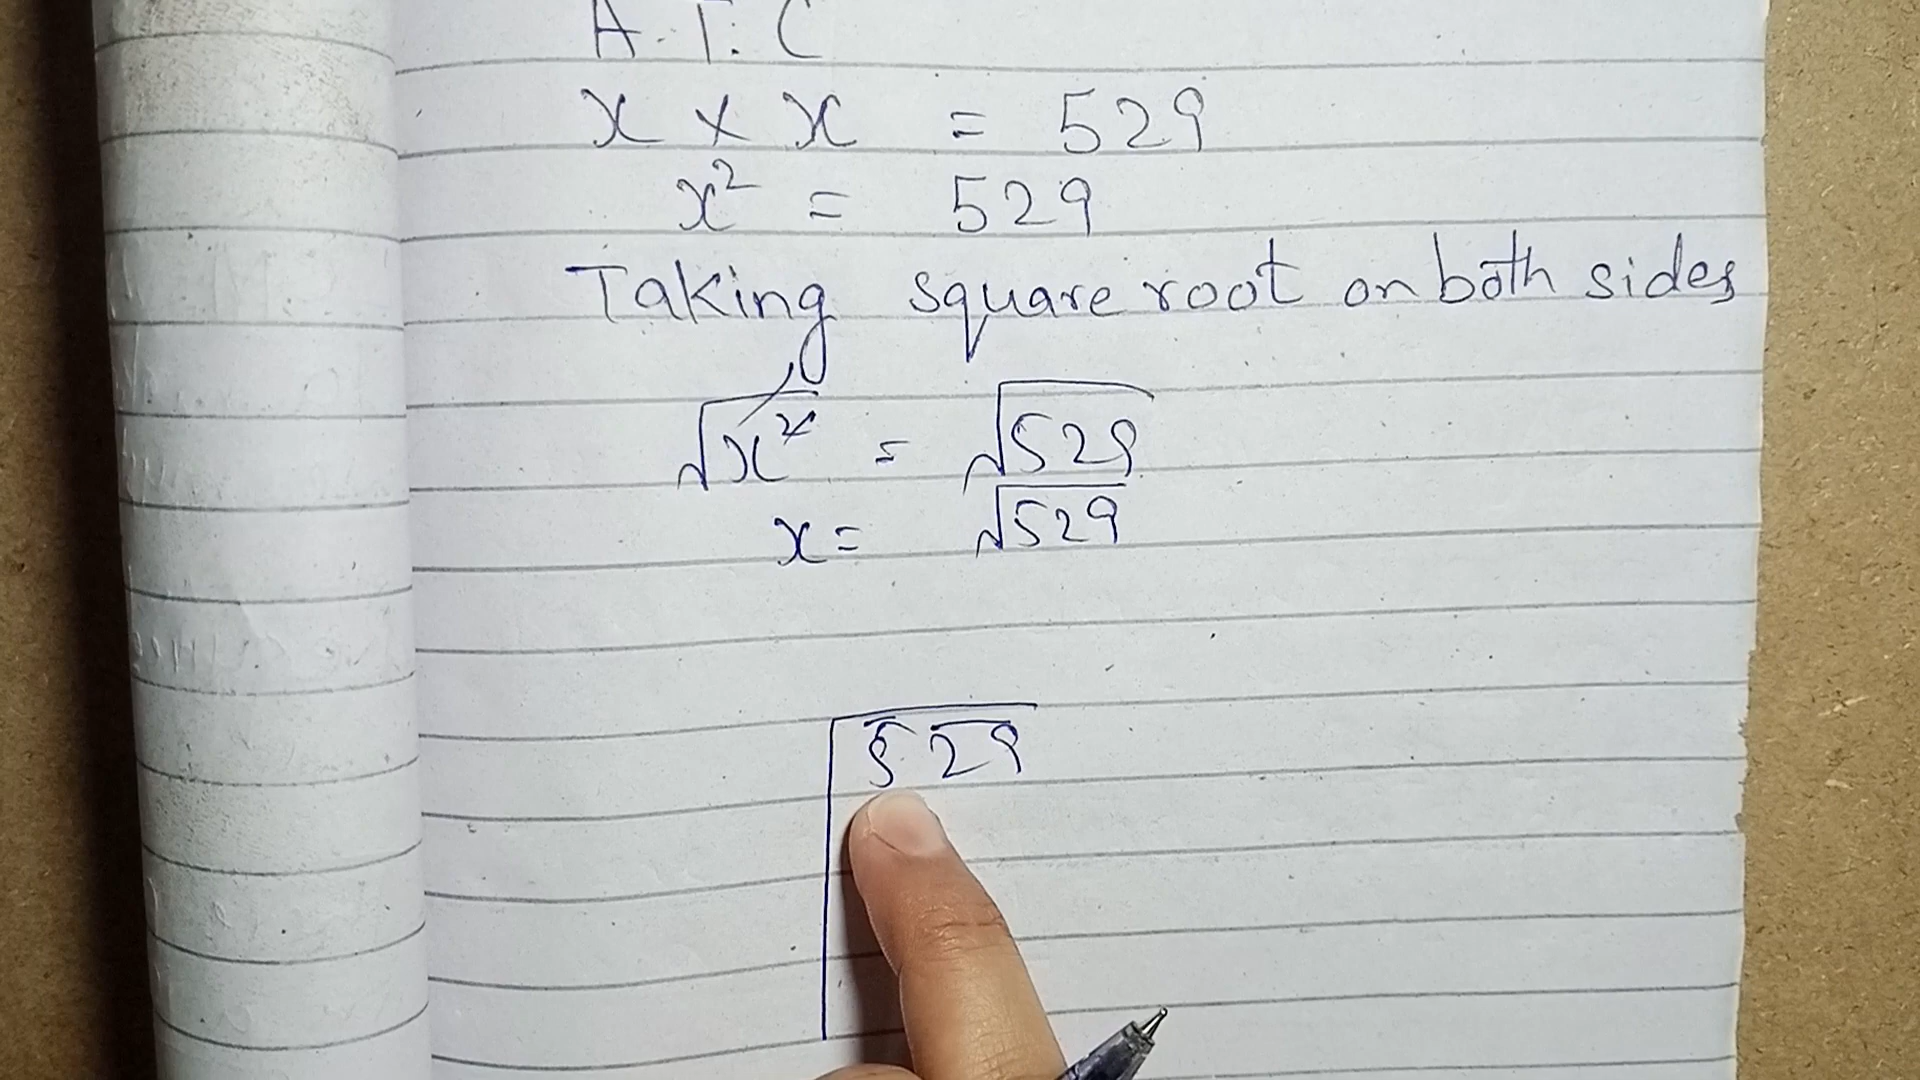 A.T.C
x × x = 529
x² = 529
Taking square root on both sides
√x² = √529
x = √529
529